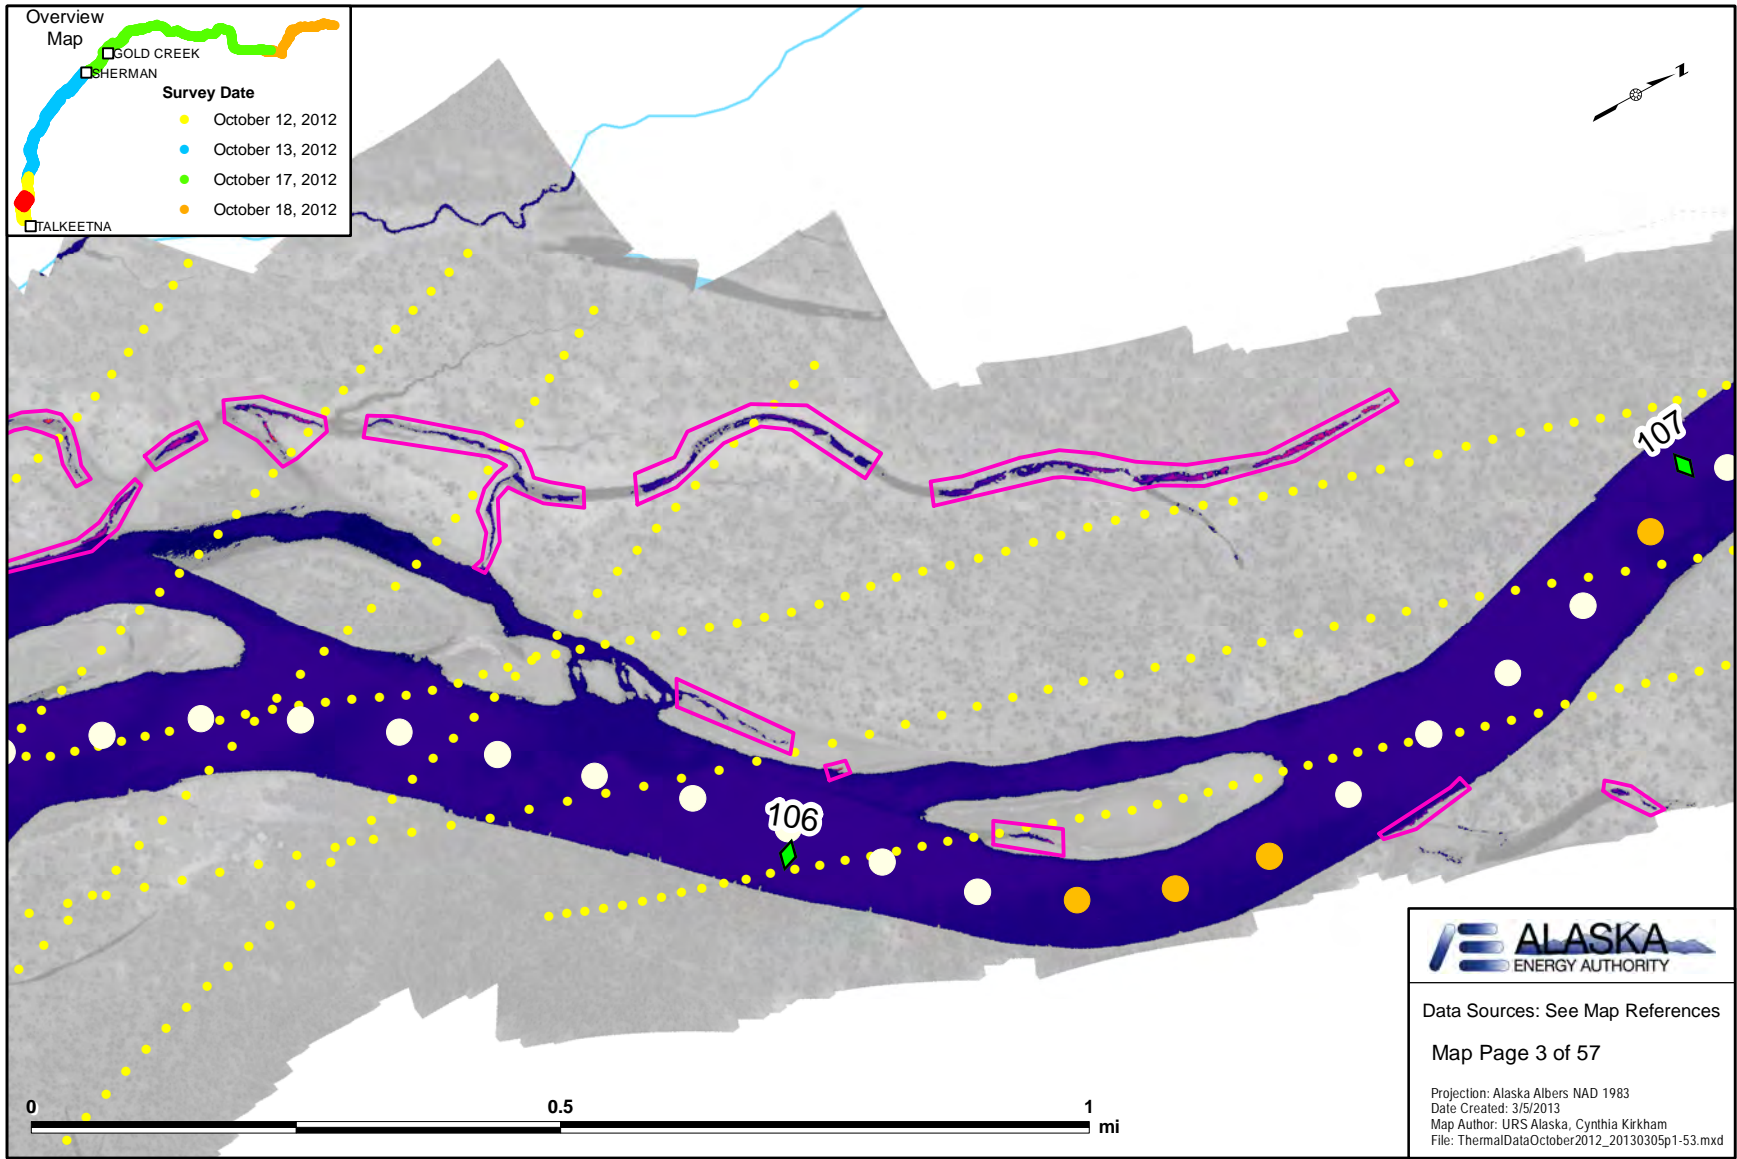 Overview
Map
GOLD CREEK
SHERMAN
Survey Date
October 12, 2012
October 13, 2012
October 17, 2012
October 18, 2012
TALKEETNA
Z
107
106
ALASKA
ENERGY AUTHORITY
Data Sources: See Map References
Map Page 3 of 57
Projection: Alaska Albers NAD 1983
Date Created: 3/5/2013
Map Author: URS Alaska, Cynthia Kirkham
File: ThermalDataOctober2012_20130305p1-53.mxd
0 0.5 1
mi